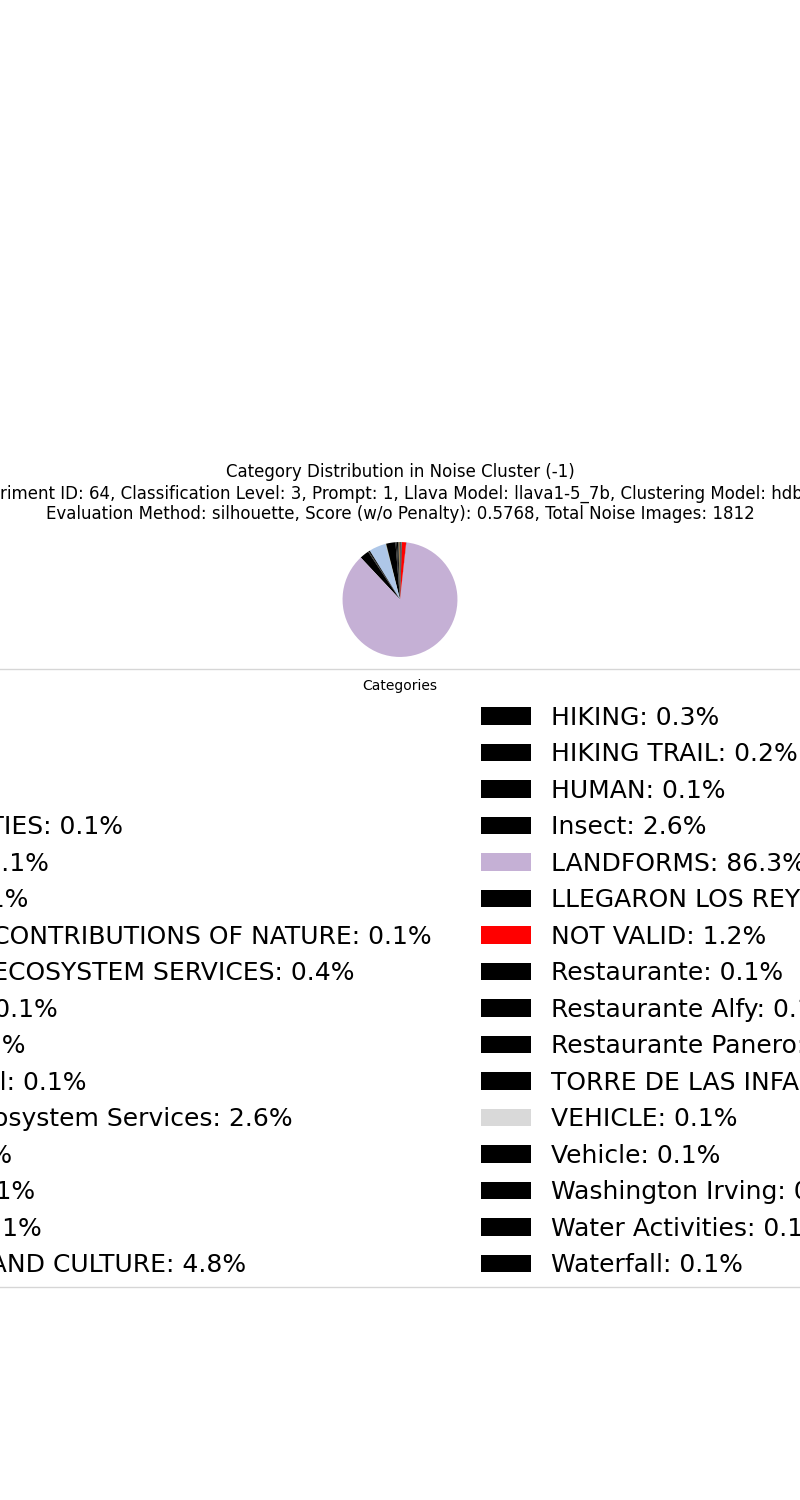 Category Distribution in Noise Cluster (-1)
riment ID: 64, Classification Level: 3, Prompt: 1, Llava Model: llava1-5_7b, Clustering Model: hdb
Evaluation Method: silhouette, Score (w/o Penalty): 0.5768, Total Noise Images: 1812
Categories
TIES: 0.1%
.1%
1%
CONTRIBUTIONS OF NATURE: 0.1%
ECOSYSTEM SERVICES: 0.4%
0.1%
%
l: 0.1%
osystem Services: 2.6%
%
1%
1%
AND CULTURE: 4.8%
HIKING: 0.3%
HIKING TRAIL: 0.2%
HUMAN: 0.1%
Insect: 2.6%
LANDFORMS: 86.3%
LLEGARON LOS REY
NOT VALID: 1.2%
Restaurante: 0.1%
Restaurante Alfy: 0.
Restaurante Panero
TORRE DE LAS INFA
VEHICLE: 0.1%
Vehicle: 0.1%
Washington Irving: 0
Water Activities: 0.1
Waterfall: 0.1%